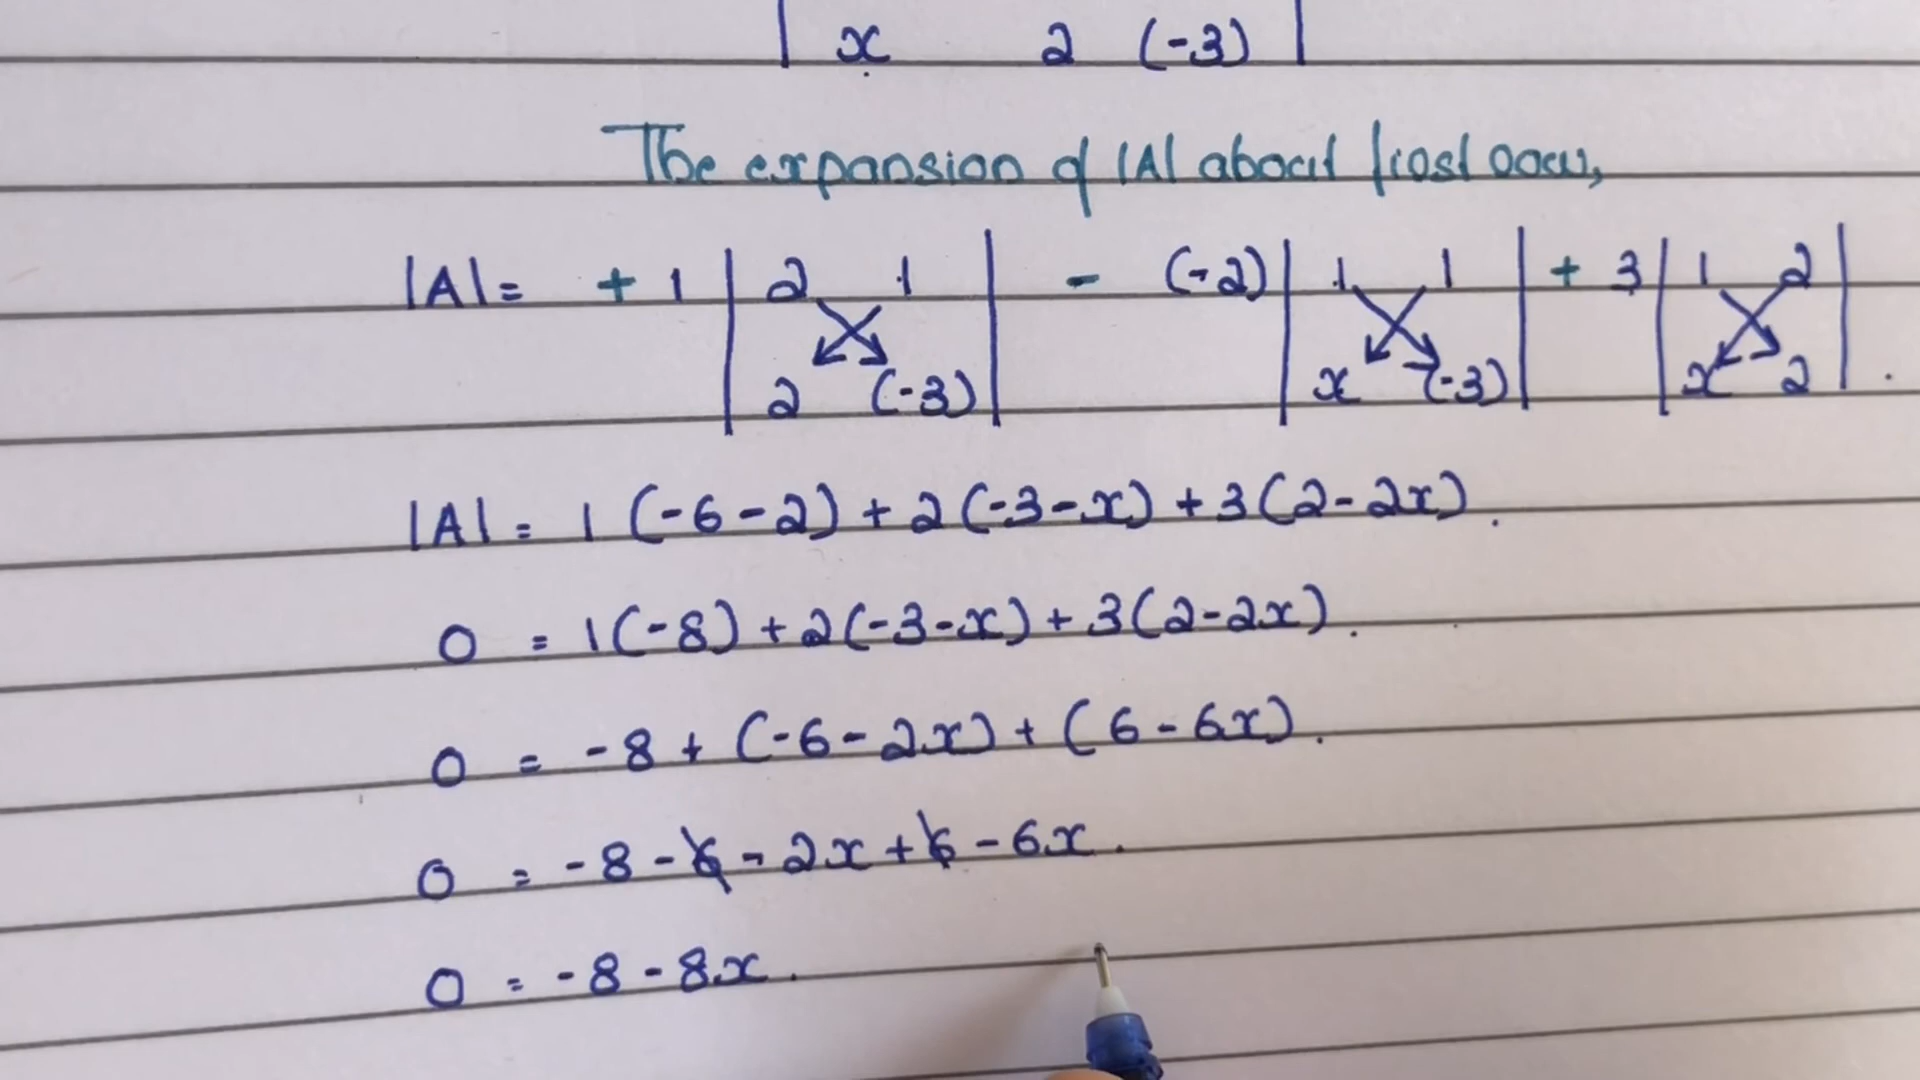 | x 2 (-3) |
The expansion of |A| about first row,
|A| = + 1 | 2 1 | - (-2) | 1 1 | + 3 | 1 2 |
| 2 (-3) | | x (-3) | | x 2 | .
|A| = 1 (-6-2) + 2 (-3-x) + 3 (2-2x).
0 = 1(-8) + 2(-3-x) + 3(2-2x).
0 = -8 + (-6-2x) + (6-6x).
0 = -8 - 6 - 2x + 6 - 6x.
0 = -8 - 8x.